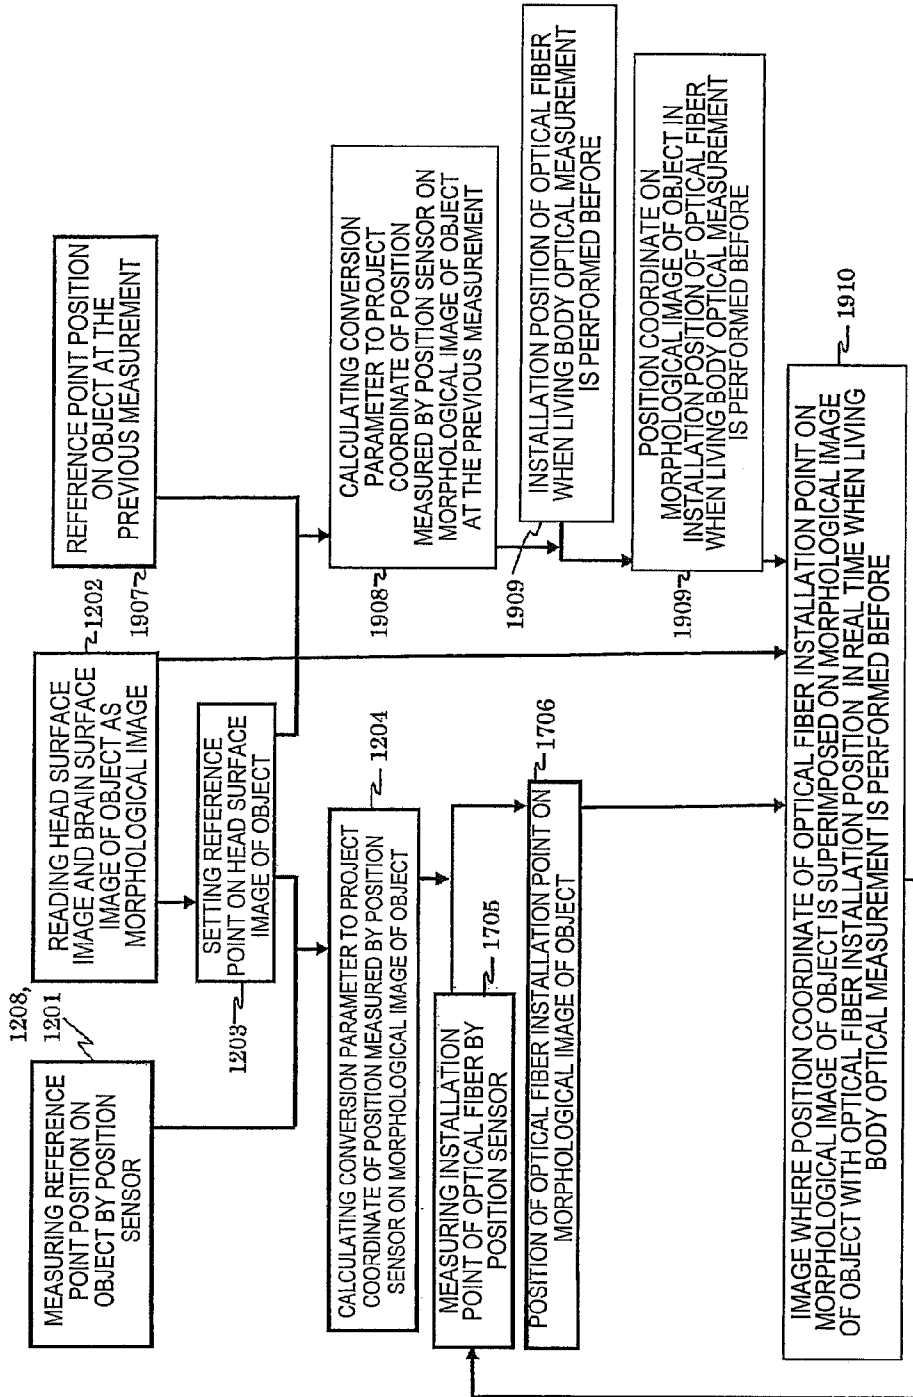 1208,
1201
MEASURING REFERENCE
POINT POSITION ON
OBJECT BY POSITION
SENSOR
1202
READING HEAD SURFACE
IMAGE AND BRAIN SURFACE
IMAGE OF OBJECT AS
MORPHOLOGICAL IMAGE
REFERENCE POINT POSITION
ON OBJECT AT THE
PREVIOUS MEASUREMENT
1907
SETTING REFERENCE
POINT ON HEAD SURFACE
IMAGE OF OBJECT
1203
CALCULATING CONVERSION PARAMETER TO PROJECT
COORDINATE OF POSITION MEASURED BY POSITION
SENSOR ON MORPHOLOGICAL IMAGE OF OBJECT
1204
CALCULATING CONVERSION
PARAMETER TO PROJECT
COORDINATE OF POSITION
MEASURED BY POSITION SENSOR ON
MORPHOLOGICAL IMAGE OF OBJECT
AT THE PREVIOUS MEASUREMENT
1908
MEASURING INSTALLATION
POINT OF OPTICAL FIBER BY
POSITION SENSOR
1705
INSTALLATION POSITION OF OPTICAL FIBER
WHEN LIVING BODY OPTICAL MEASUREMENT
IS PERFORMED BEFORE
1909
POSITION OF OPTICAL FIBER INSTALLATION POINT ON
MORPHOLOGICAL IMAGE OF OBJECT
1706
POSITION COORDINATE ON
MORPHOLOGICAL IMAGE OF OBJECT IN
INSTALLATION POSITION OF OPTICAL FIBER
WHEN LIVING BODY OPTICAL MEASUREMENT
IS PERFORMED BEFORE
1909
IMAGE WHERE POSITION COORDINATE OF OPTICAL FIBER INSTALLATION POINT ON
MORPHOLOGICAL IMAGE OF OBJECT IS SUPERIMPOSED ON MORPHOLOGICAL IMAGE
OF OBJECT WITH OPTICAL FIBER INSTALLATION POSITION IN REAL TIME WHEN LIVING
BODY OPTICAL MEASUREMENT IS PERFORMED BEFORE
1910